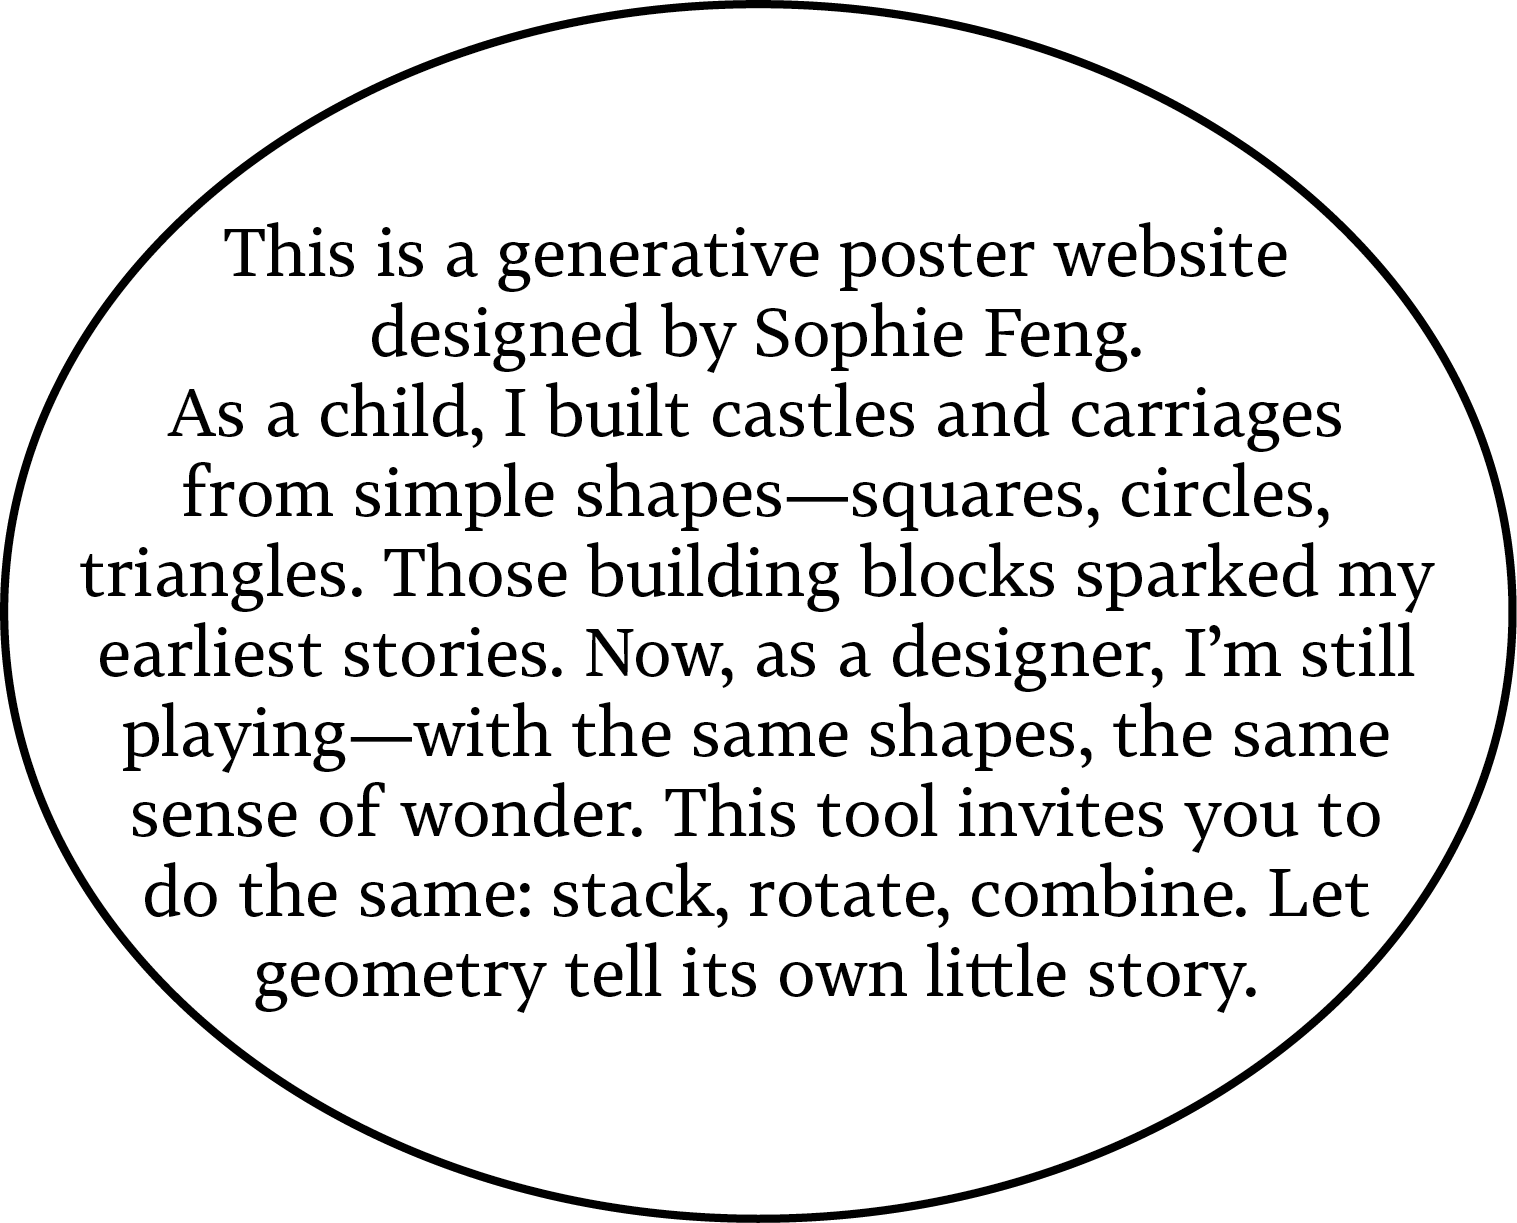 This is a generative poster website
designed by Sophie Feng.
As a child, I built castles and carriages
from simple shapes—squares, circles,
triangles. Those building blocks sparked my
earliest stories. Now, as a designer, I’m still
playing—with the same shapes, the same
sense of wonder. This tool invites you to
do the same: stack, rotate, combine. Let
geometry tell its own little story.